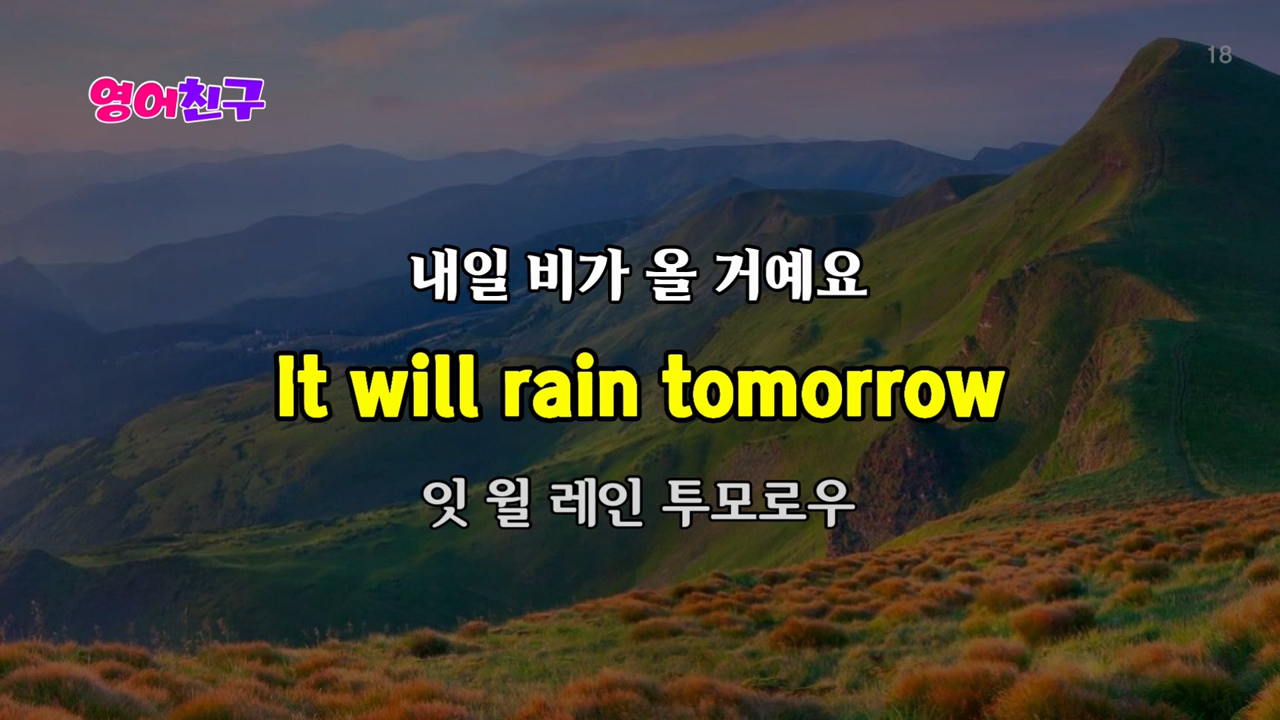 18
영어친구
내일 비가 올 거예요
It will rain tomorrow
잇 윌 레인 투모로우